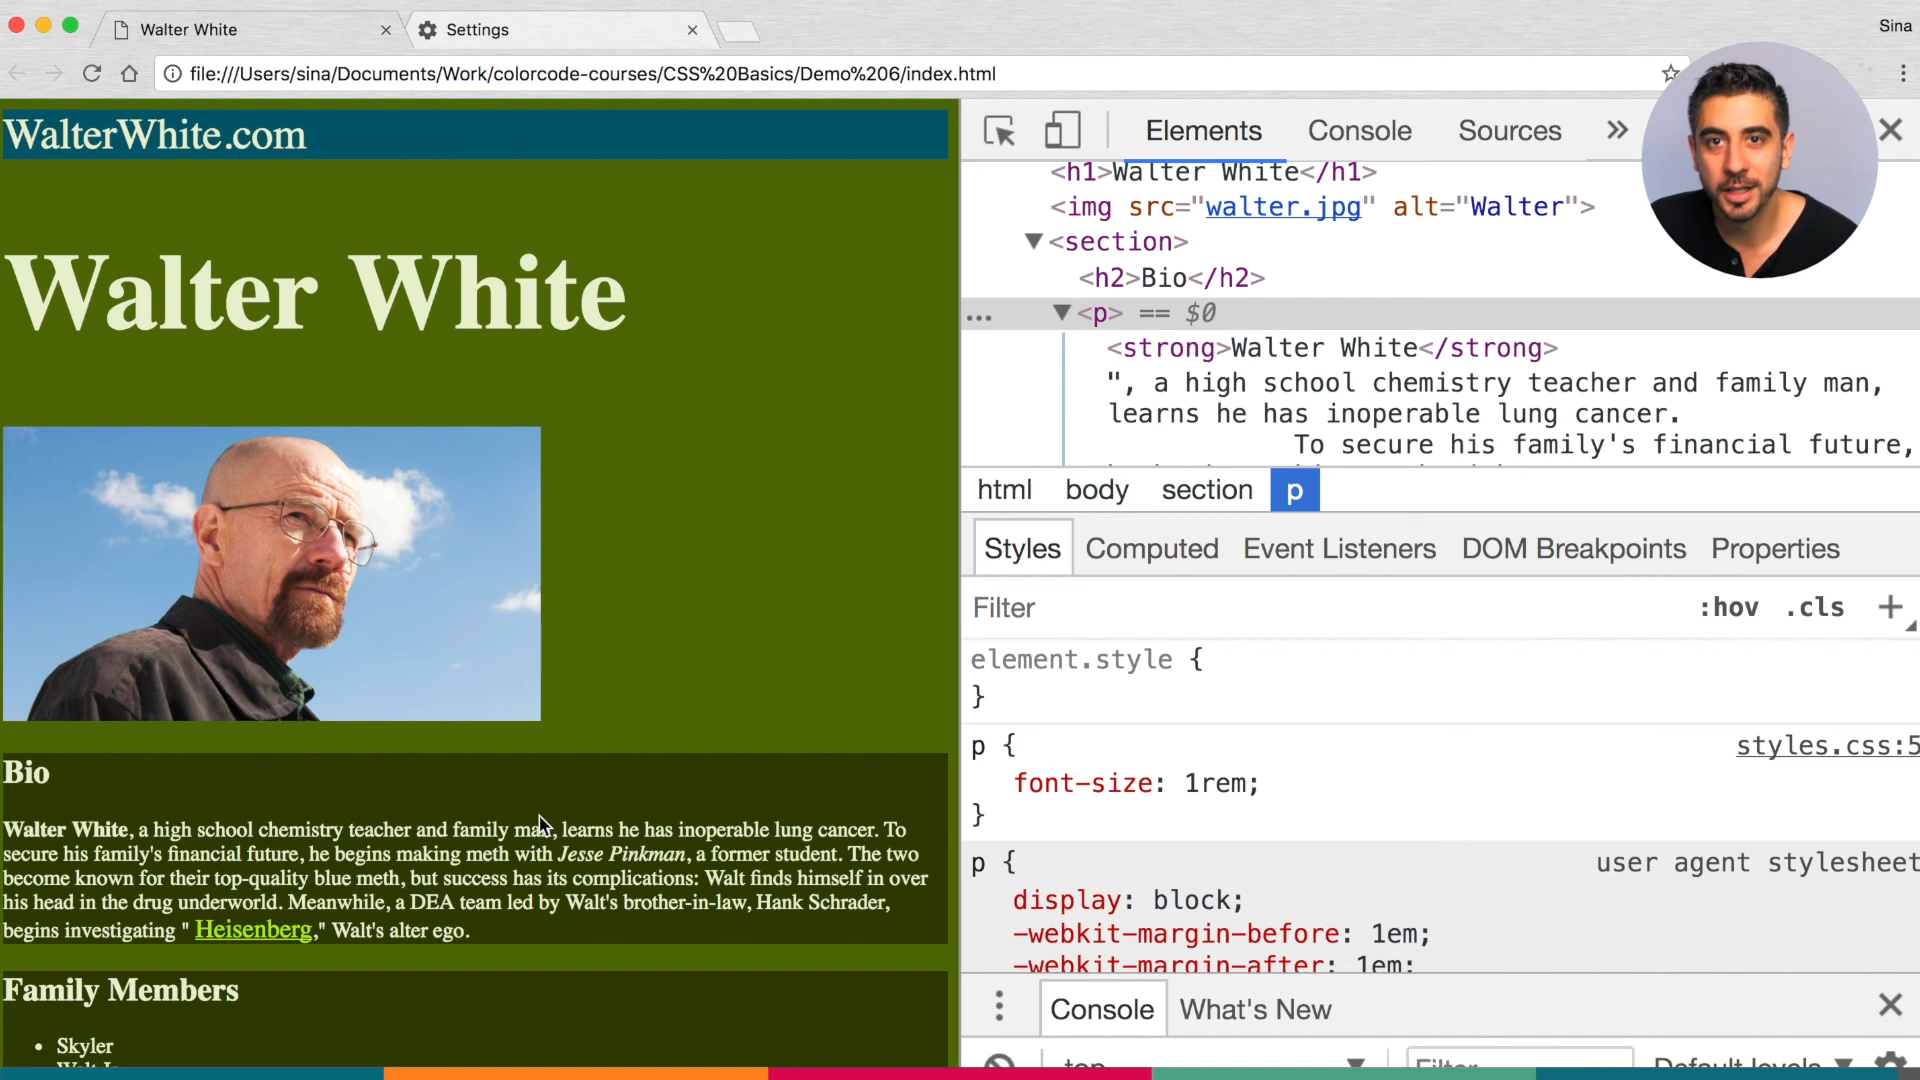 Walter White
Settings
Sina
file:///Users/sina/Documents/Work/colorcode-courses/CSS%20Basics/Demo%206/index.html
WalterWhite.com
Walter White
Bio
Walter White, a high school chemistry teacher and family man, learns he has inoperable lung cancer. To
secure his family's financial future, he begins making meth with Jesse Pinkman, a former student. The two
become known for their top-quality blue meth, but success has its complications: Walt finds himself in over
his head in the drug underworld. Meanwhile, a DEA team led by Walt's brother-in-law, Hank Schrader,
begins investigating " Heisenberg," Walt's alter ego.
Family Members
• Skyler
Elements Console Sources »
<h1>Walter White</h1>
<img src="walter.jpg" alt="Walter">
▼<section>
<h2>Bio</h2>
... ▼<p> == $0
<strong>Walter White</strong>
", a high school chemistry teacher and family man,
learns he has inoperable lung cancer.
To secure his family's financial future,
html body section p
Styles Computed Event Listeners DOM Breakpoints Properties
Filter :hov .cls +
element.style {
}
p { styles.css:5
font-size: 1rem;
}
p { user agent stylesheet
display: block;
-webkit-margin-before: 1em;
-webkit-margin-after: 1em;
Console What's New
top Filter Default levels ▼